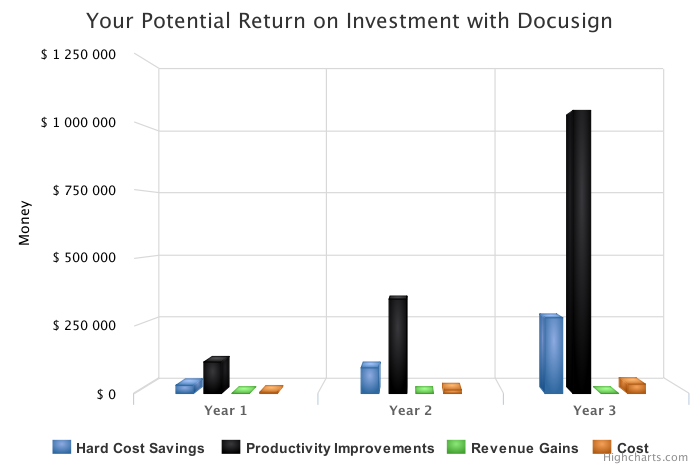 Your Potential Return on Investment with Docusign
$ 1 250 000
$ 1 000 000
$ 750 000
$ 500 000
$ 250 000
$ 0
Money
Year 1 Year 2 Year 3
Hard Cost Savings Productivity Improvements Revenue Gains Cost
Highcharts.com